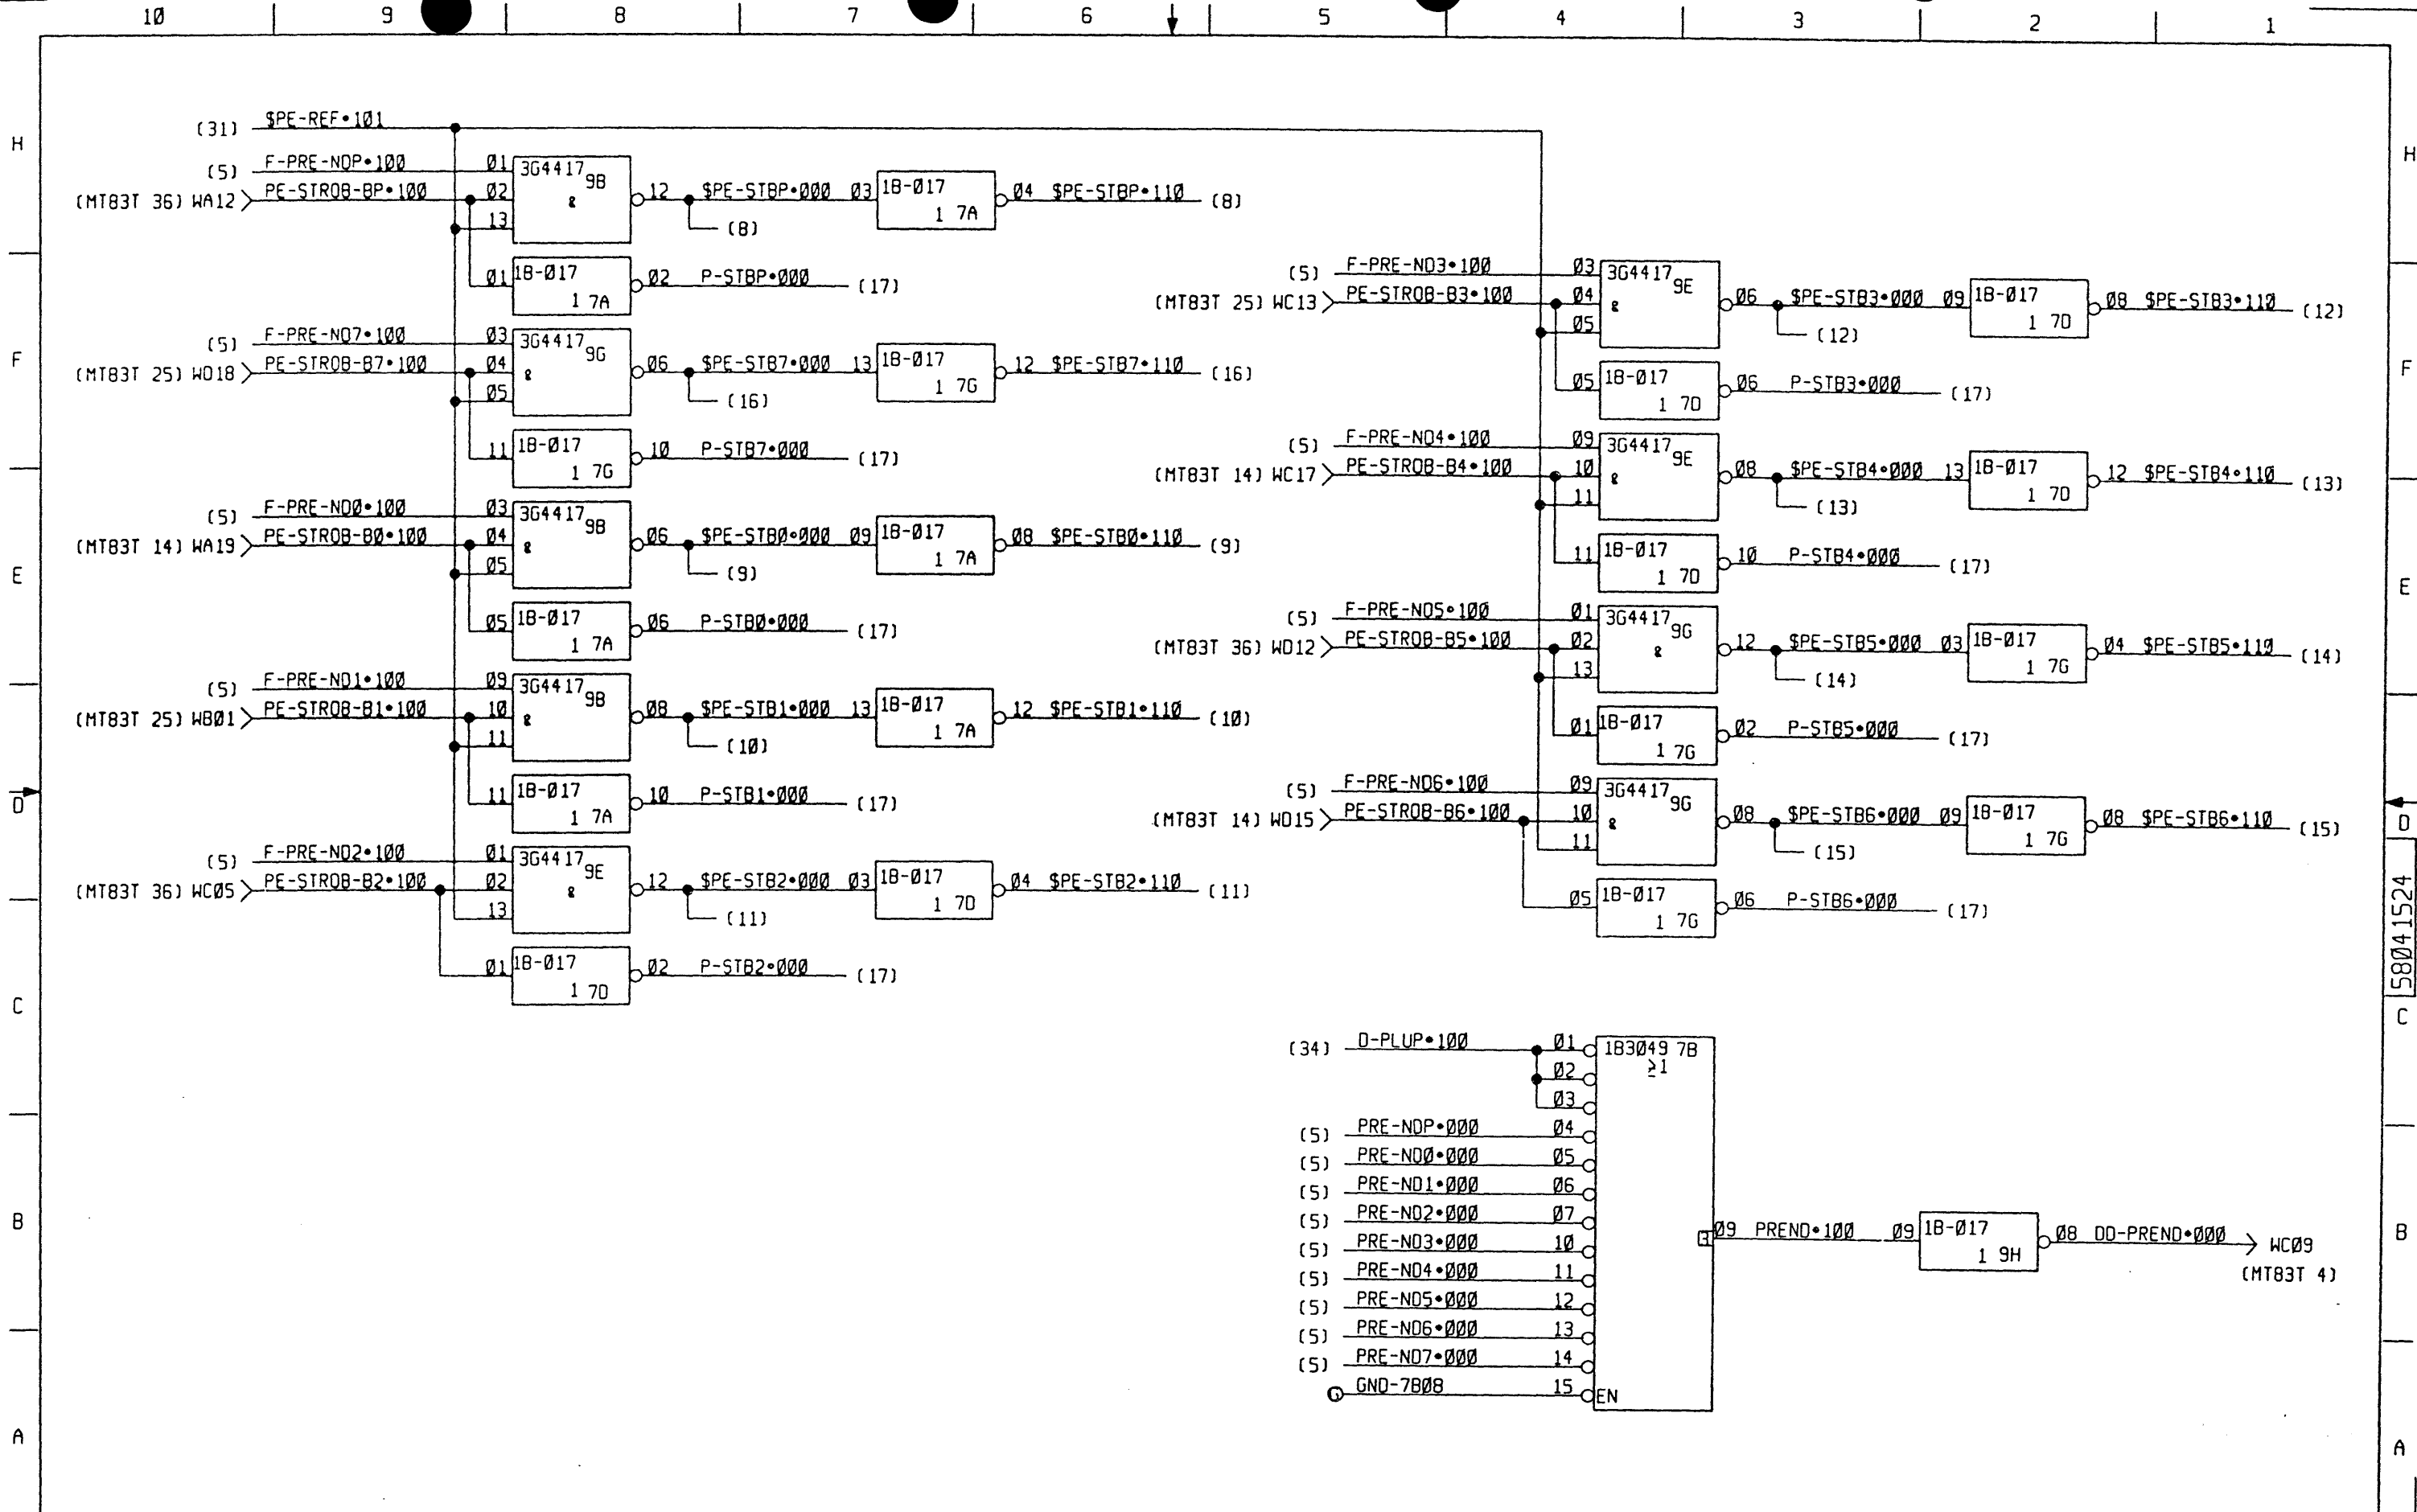 10 9 8 7 6 5 4 3 2 1
H H
(31) $PE-REF•101
(5) F-PRE-NDP•100 01 3G4417 9B
(MT83T 36) WA12 PE-STROB-BP•100 02 & 12 $PE-STBP•000 03 1B-017 1 7A 04 $PE-STBP•110 (8)
13 (8)
01 1B-017 1 7A 02 P-STBP•000 (17)
F F
(5) F-PRE-ND7•100 03 3G4417 9G
(MT83T 25) WD18 PE-STROB-B7•100 04 & 06 $PE-STB7•000 13 1B-017 1 7G 12 $PE-STB7•110 (16)
05 (16)
11 1B-017 1 7G 10 P-STB7•000 (17)
(5) F-PRE-ND0•100 03 3G4417 9B
(MT83T 14) WA19 PE-STROB-B0•100 04 & 06 $PE-STB0•000 09 1B-017 1 7A 08 $PE-STB0•110 (9)
05 (9)
E E
05 1B-017 1 7A 06 P-STB0•000 (17)
(5) F-PRE-ND1•100 09 3G4417 9B
(MT83T 25) WB01 PE-STROB-B1•100 10 & 08 $PE-STB1•000 13 1B-017 1 7A 12 $PE-STB1•110 (10)
11 (10)
11 1B-017 1 7A 10 P-STB1•000 (17)
D D
(5) F-PRE-ND2•100 01 3G4417 9E
(MT83T 36) WC05 PE-STROB-B2•100 02 & 12 $PE-STB2•000 03 1B-017 1 7D 04 $PE-STB2•110 (11)
13 (11)
01 1B-017 1 7D 02 P-STB2•000 (17)
(5) F-PRE-ND3•100 03 3G4417 9E
(MT83T 25) WC13 PE-STROB-B3•100 04 & 06 $PE-STB3•000 09 1B-017 1 7D 08 $PE-STB3•110 (12)
05 (12)
05 1B-017 1 7D 06 P-STB3•000 (17)
(5) F-PRE-ND4•100 09 3G4417 9E
(MT83T 14) WC17 PE-STROB-B4•100 10 & 08 $PE-STB4•000 13 1B-017 1 7D 12 $PE-STB4•110 (13)
11 (13)
11 1B-017 1 7D 10 P-STB4•000 (17)
(5) F-PRE-ND5•100 01 3G4417 9G
(MT83T 36) WD12 PE-STROB-B5•100 02 & 12 $PE-STB5•000 03 1B-017 1 7G 04 $PE-STB5•110 (14)
13 (14)
01 1B-017 1 7G 02 P-STB5•000 (17)
(5) F-PRE-ND6•100 09 3G4417 9G
(MT83T 14) WD15 PE-STROB-B6•100 10 & 08 $PE-STB6•000 09 1B-017 1 7G 08 $PE-STB6•110 (15)
11 (15)
05 1B-017 1 7G 06 P-STB6•000 (17)
58041524
C C
(34) D-PLUP•100 01 1B3049 7B
02 ≥1
03
(5) PRE-NDP•000 04
(5) PRE-ND0•000 05
(5) PRE-ND1•000 06
(5) PRE-ND2•000 07
B B
(5) PRE-ND3•000 10
09 PREND•100 09 1B-017 1 9H 08 DD-PREND•000 WC09
(MT83T 4)
(5) PRE-ND4•000 11
(5) PRE-ND5•000 12
(5) PRE-ND6•000 13
(5) PRE-ND7•000 14
G GND-7B08 15 EN
A A